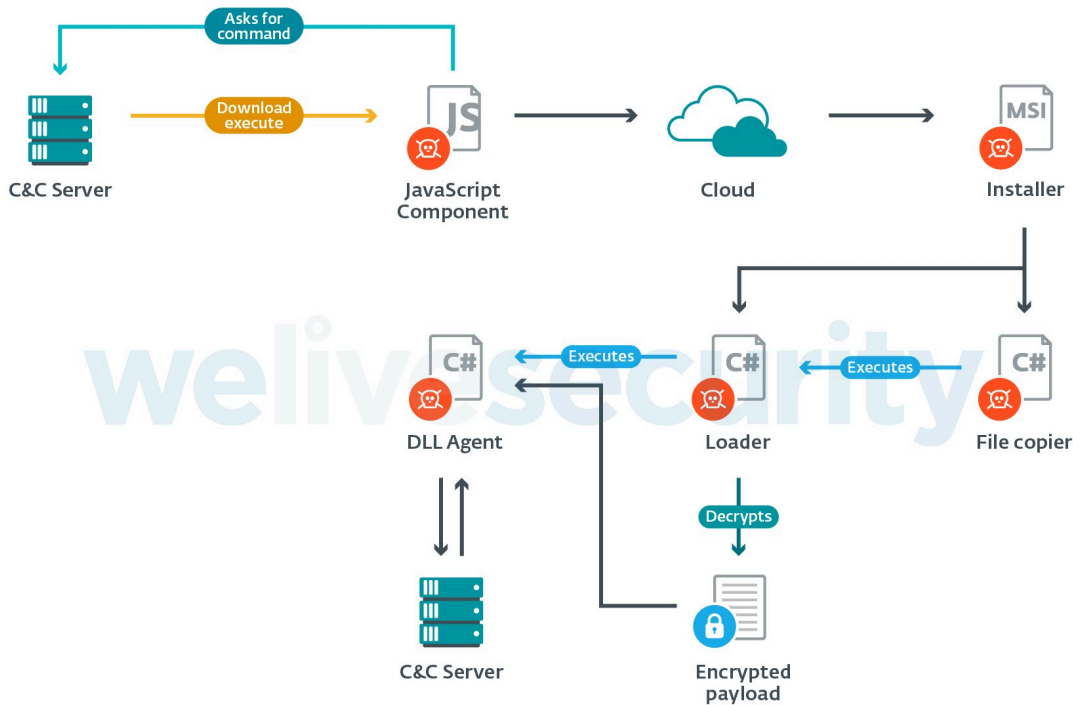 Asks for
command
Download
execute
JS
MSI
C&C Server
JavaScript
Component
Cloud
Installer
welivesecurity
C#
Executes
C#
Executes
C#
DLL Agent
Loader
File copier
Decrypts
C&C Server
Encrypted
payload